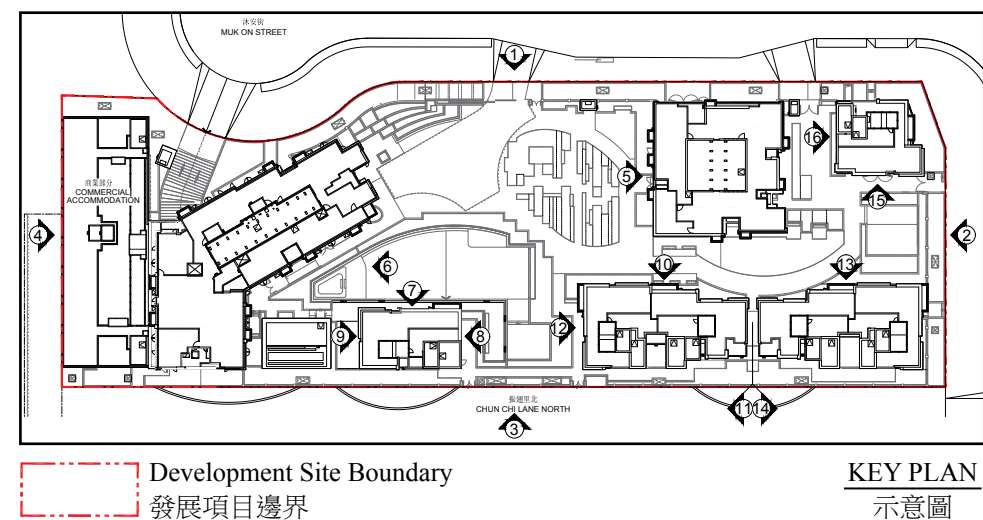 沐安街
MUK ON STREET
1
16
商業部分
COMMERCIAL
ACCOMMODATION
5
15
4
2
6
10
13
7
9
8
12
振翅里北
CHUN CHI LANE NORTH
11
14
3
Development Site Boundary
發展項目邊界
KEY PLAN
示意圖